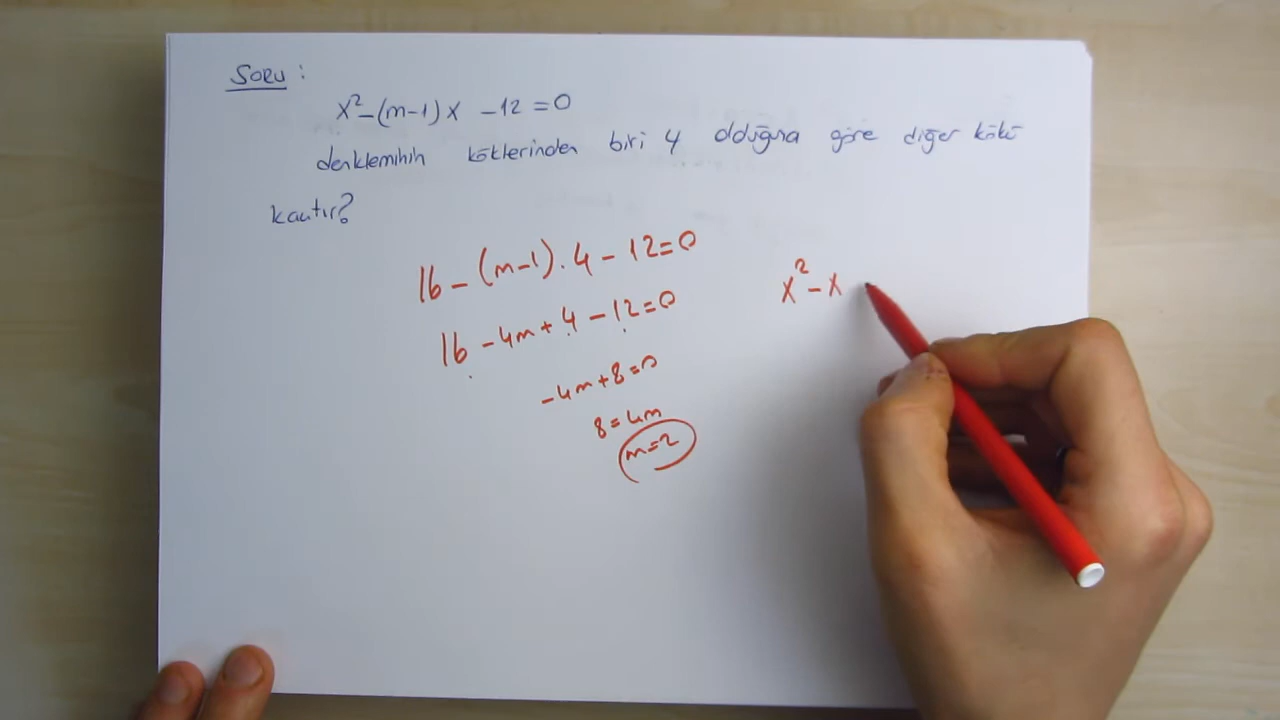 SORU :
x² - (m-1) x - 12 = 0
denklemihin köklerinden biri 4 olduğuna göre diğer kökü
kaçtır?
16 - (m-1) . 4 - 12 = 0
x² - x
16 - 4m + 4 - 12 = 0
-4m + 8 = 0
8 = 4m
m = 2